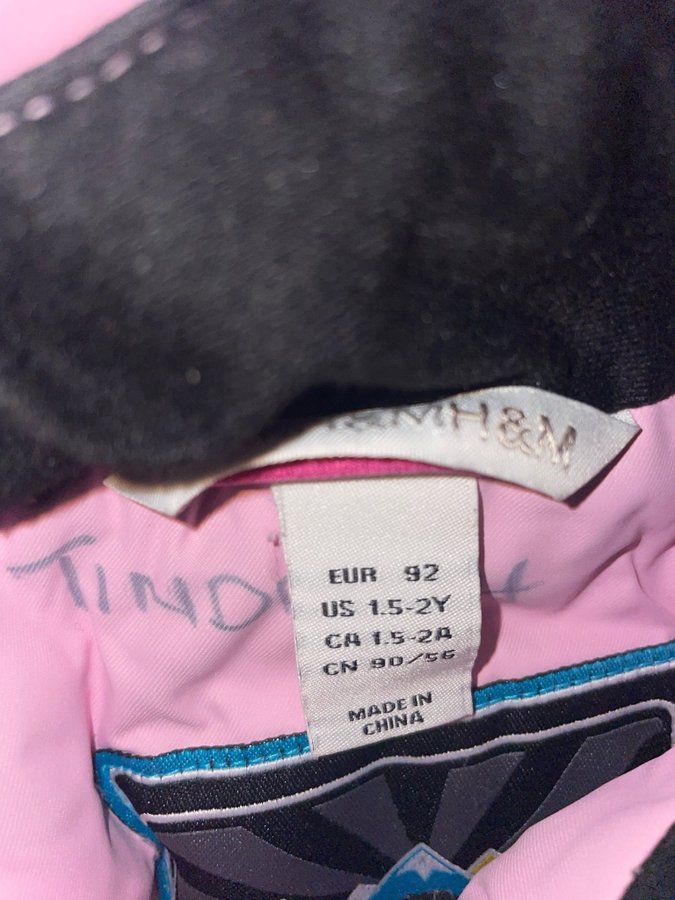 H&M H&M
EUR 92
US 1.5-2Y
CA 1.5-2A
CN 90/56
MADE IN
CHINA